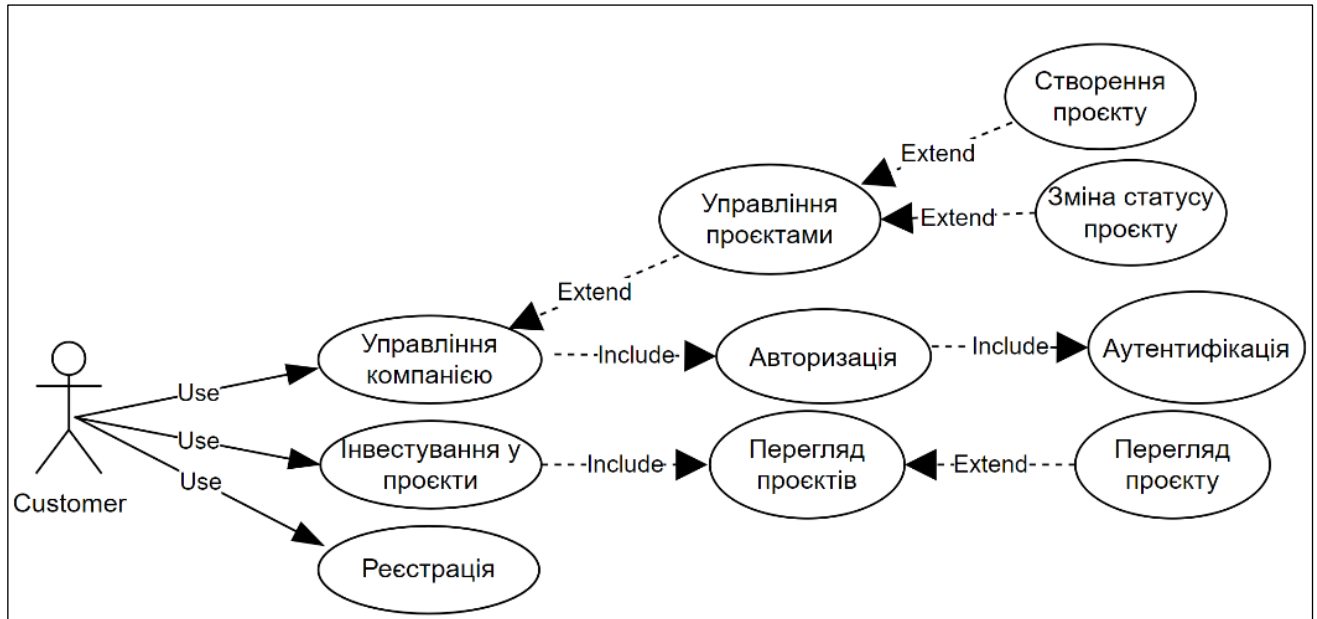 Створення
проєкту
Extend
Управління
проєктами
Extend
Зміна статусу
проєкту
Extend
Управління
компанією
Include
Авторизація
Include
Аутентифікація
Use
Use
Інвестування у
проєкти
Include
Перегляд
проєктів
Extend
Перегляд
проєкту
Use
Customer
Реєстрація